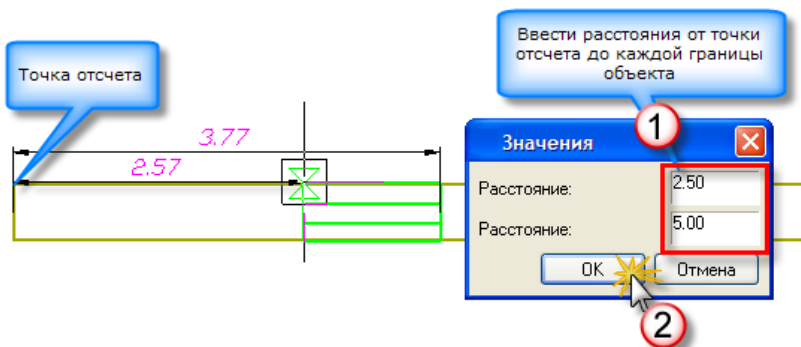 Точка отсчета
Ввести расстояния от точки
отсчета до каждой границы
объекта
3.77
2.57
1
Значения
Расстояние:
2.50
Расстояние:
5.00
OK
Отмена
2